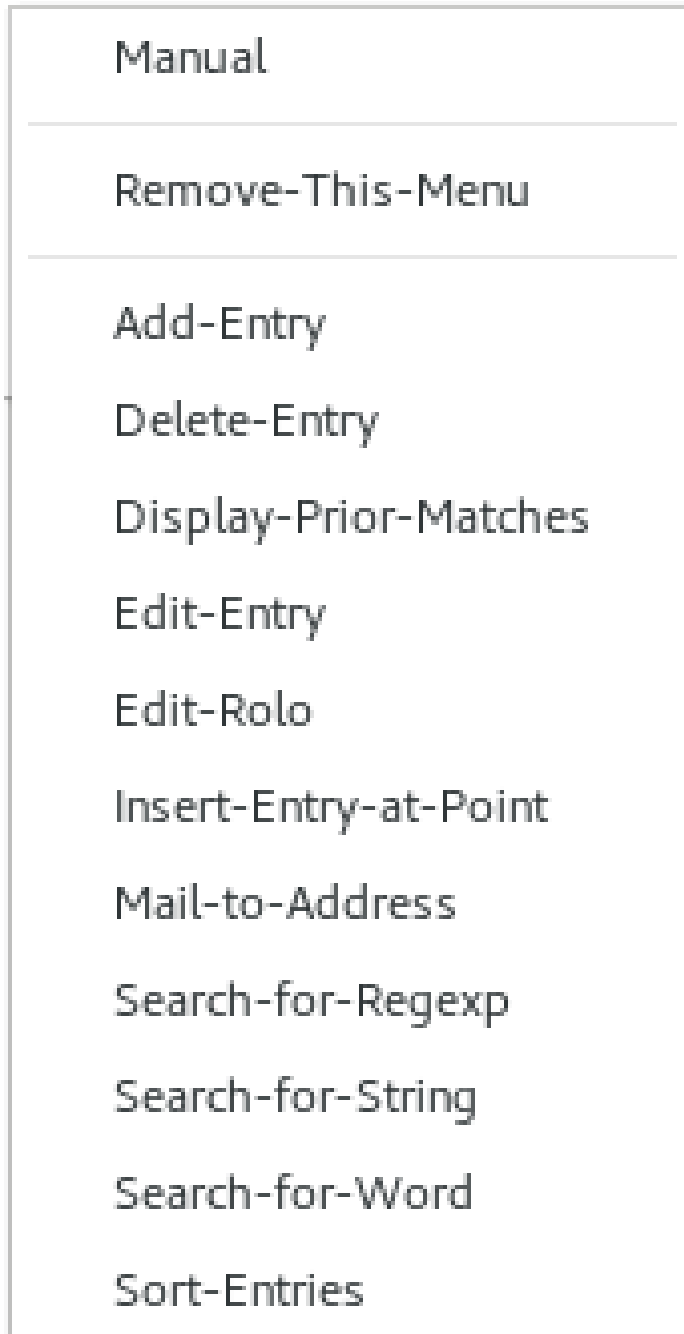 Manual
Remove-This-Menu
Add-Entry
Delete-Entry
Display-Prior-Matches
Edit-Entry
Edit-Rolo
Insert-Entry-at-Point
Mail-to-Address
Search-for-Regexp
Search-for-String
Search-for-Word
Sort-Entries